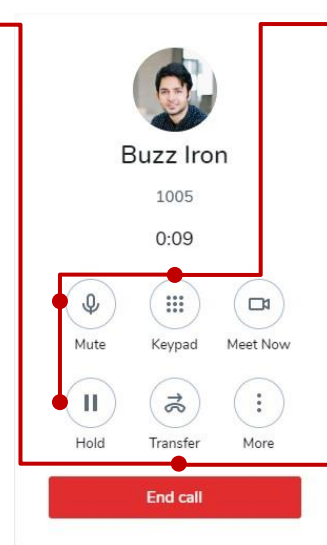 Buzz Iron
1005
0:09
Mute Keypad Meet Now
Hold Transfer More
End call